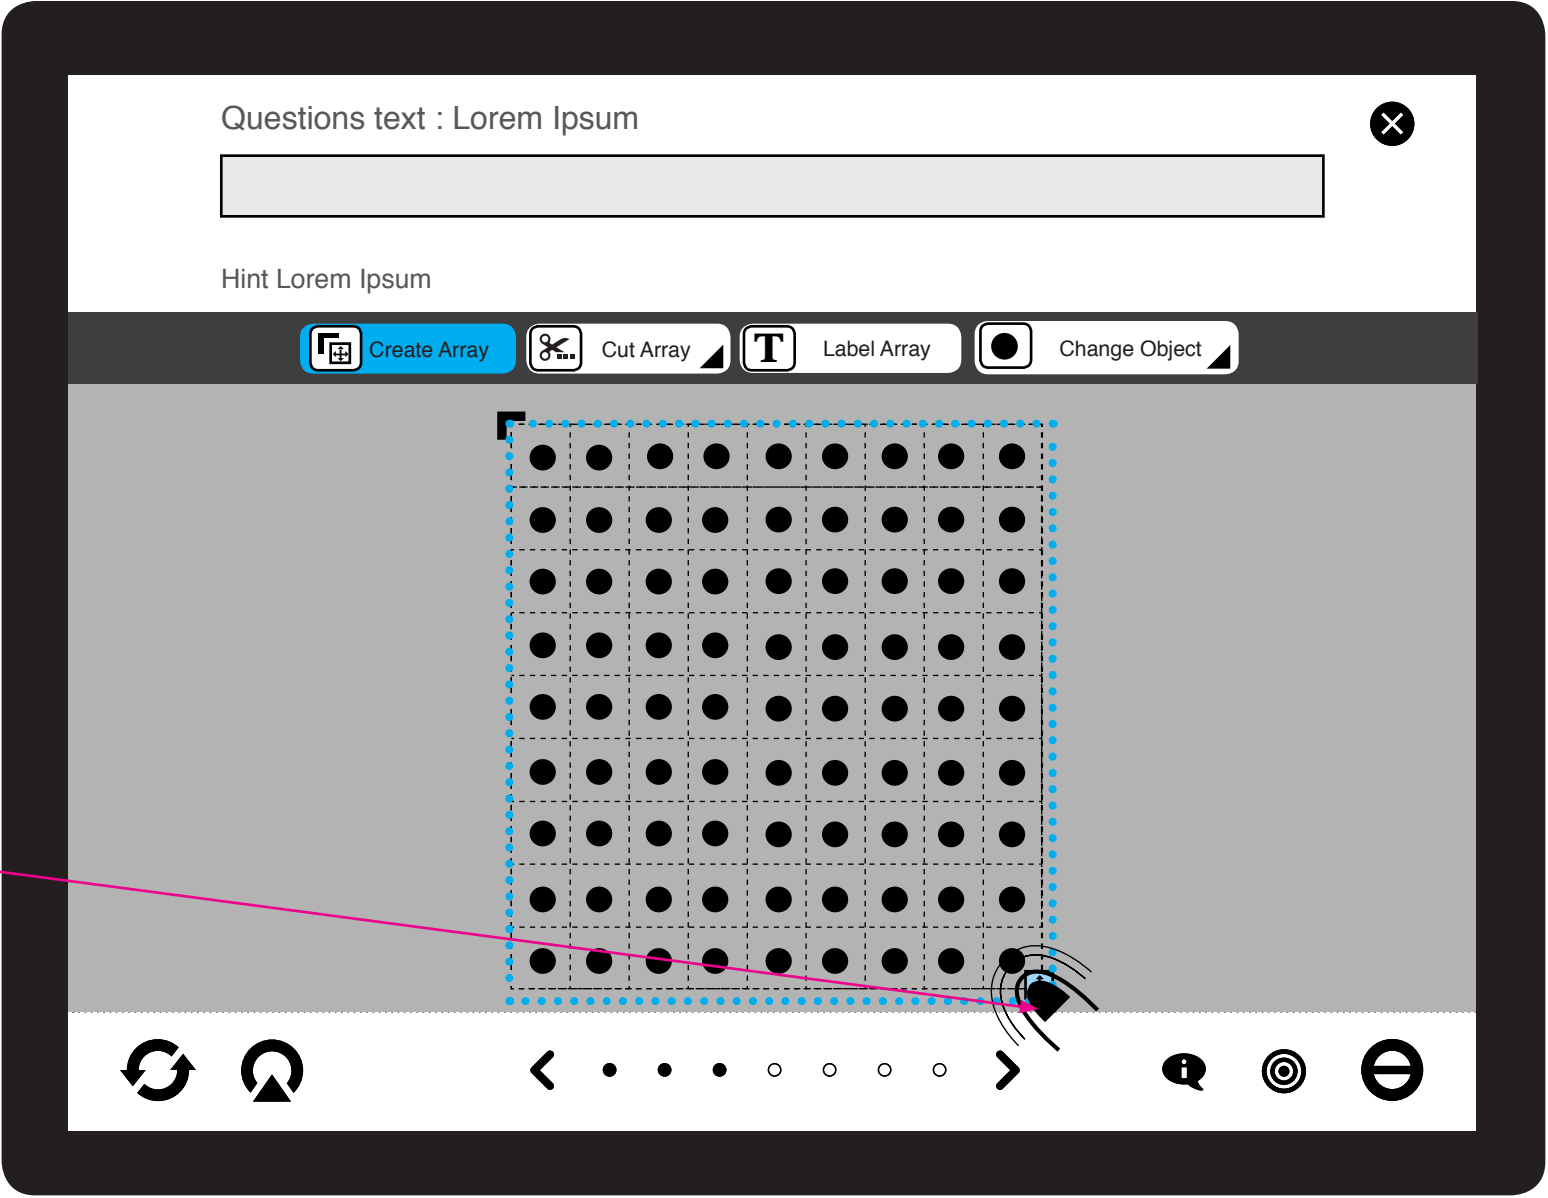 Questions text : Lorem Ipsum
Hint Lorem Ipsum
Create Array
T
Cut Array
Label Array
Change Object
i